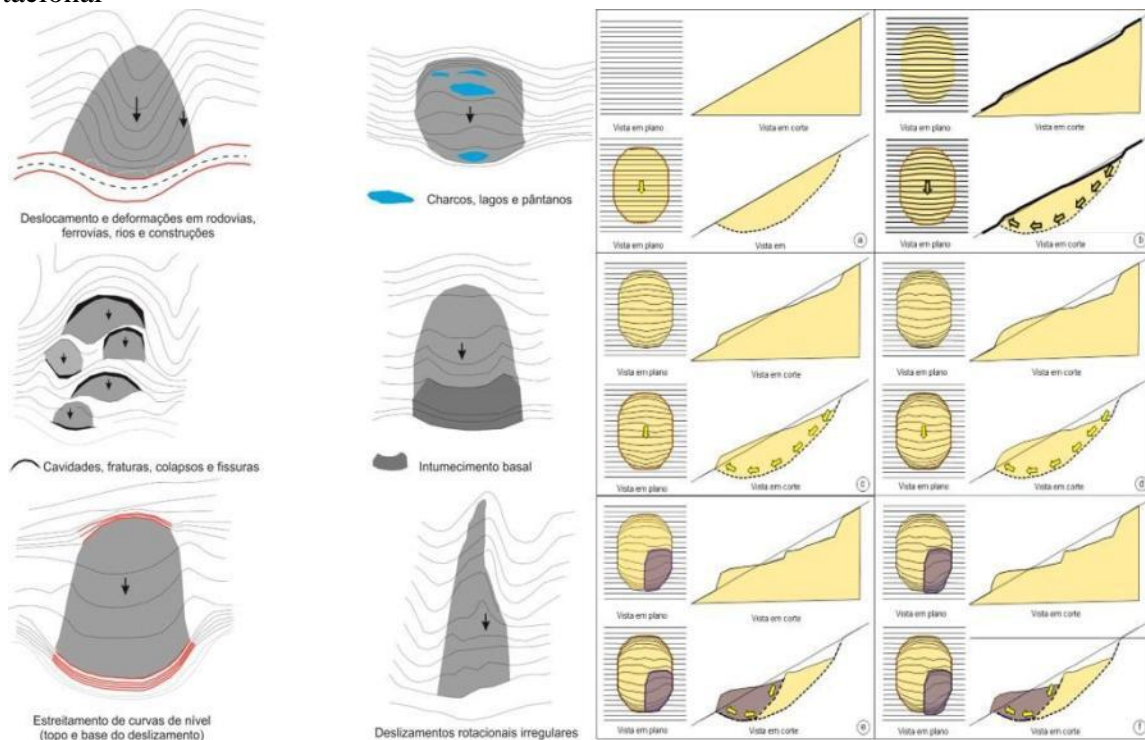 tacional
Deslocamento e deformações em rodovias,
ferrovias, rios e construções
Charcos, lagos e pântanos
Cavidades, fraturas, colapsos e fissuras
Intumecimento basal
Estreitamento de curvas de nível
(topo e base do deslizamento)
Deslizamentos rotacionais irregulares
Vista em plano
Vista em corte
Vista em plano
Vista em
a
Vista em plano
Vista em corte
Vista em plano
Vista em corte
b
Vista em plano
Vista em corte
Vista em plano
Vista em corte
c
Vista em plano
Vista em corte
Vista em plano
Vista em corte
d
Vista em plano
Vista em corte
Vista em plano
Vista em corte
e
Vista em plano
Vista em corte
Vista em plano
Vista em corte
f